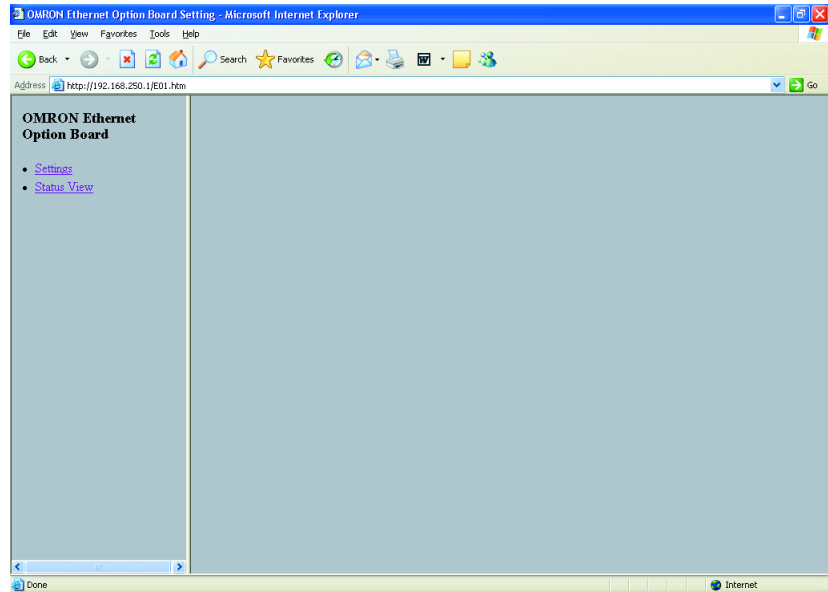 OMRON Ethernet Option Board Setting - Microsoft Internet Explorer
File Edit View Favorites Tools Help
Back Search Favorites
Address http://192.168.250.1/E01.htm Go
OMRON Ethernet
Option Board
• Settings
• Status View
Done Internet